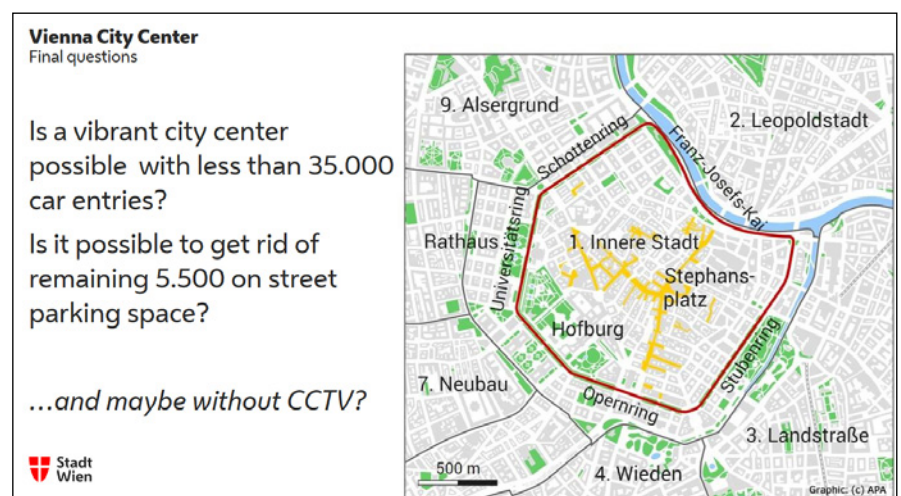 Vienna City Center
Final questions
Is a vibrant city center
possible with less than 35.000
car entries?
Is it possible to get rid of
remaining 5.500 on street
parking space?
...and maybe without CCTV?
Stadt
Wien
9. Alsergrund
2. Leopoldstadt
Schottenring
Franz-Josefs-Kai
Universitätsring
Rathaus
1. Innere Stadt
Stephans-
platz
Hofburg
Stubenring
7. Neubau
Opernring
3. Landstraße
500 m
4. Wieden
Graphic: (c) APA